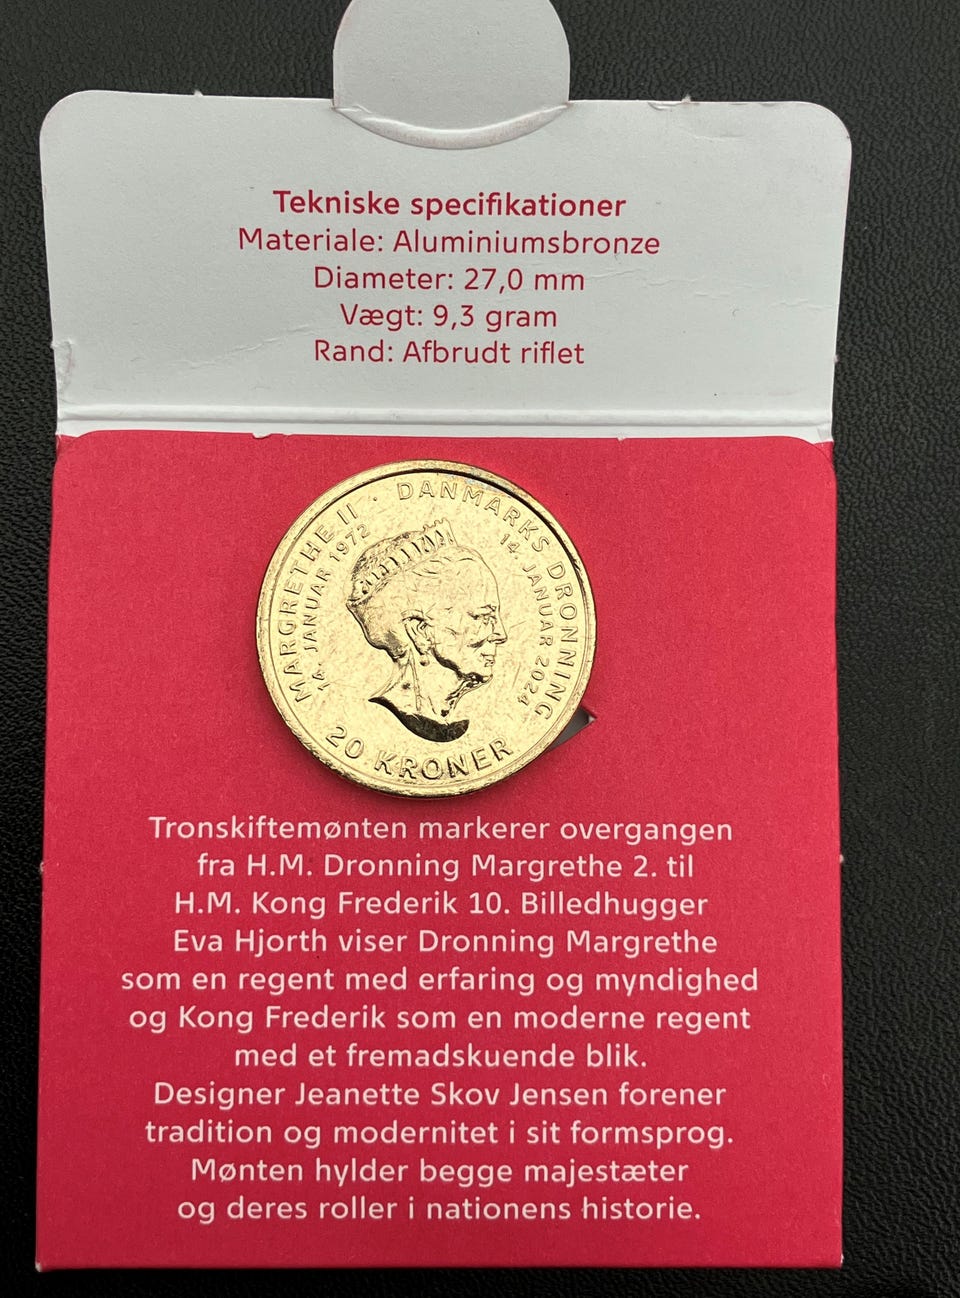 Tekniske specifikationer
Materiale: Aluminiumsbronze
Diameter: 27,0 mm
Vægt: 9,3 gram
Rand: Afbrudt riflet
MARGRETHE II · DANMARKS DRONNING
14. JANUAR 1972
14. JANUAR 2024
20 KRONER
Tronskiftemønten markerer overgangen
fra H.M. Dronning Margrethe 2. til
H.M. Kong Frederik 10. Billedhugger
Eva Hjorth viser Dronning Margrethe
som en regent med erfaring og myndighed
og Kong Frederik som en moderne regent
med et fremadskuende blik.
Designer Jeanette Skov Jensen forener
tradition og modernitet i sit formsprog.
Mønten hylder begge majestæter
og deres roller i nationens historie.